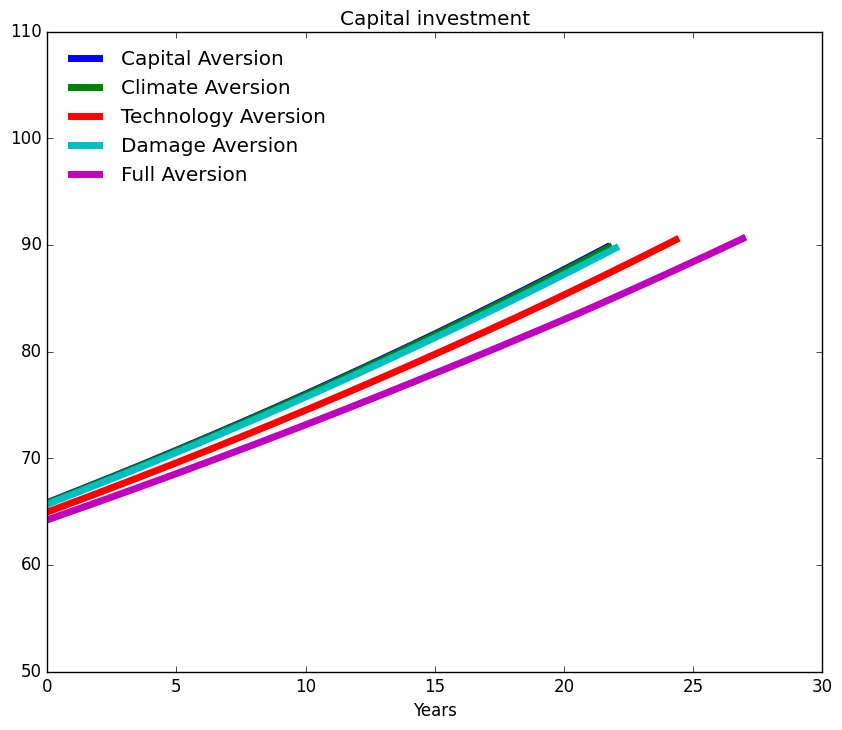 Capital investment
110
100
90
80
70
60
50
Capital Aversion
Climate Aversion
Technology Aversion
Damage Aversion
Full Aversion
0 5 10 15 20 25 30
Years